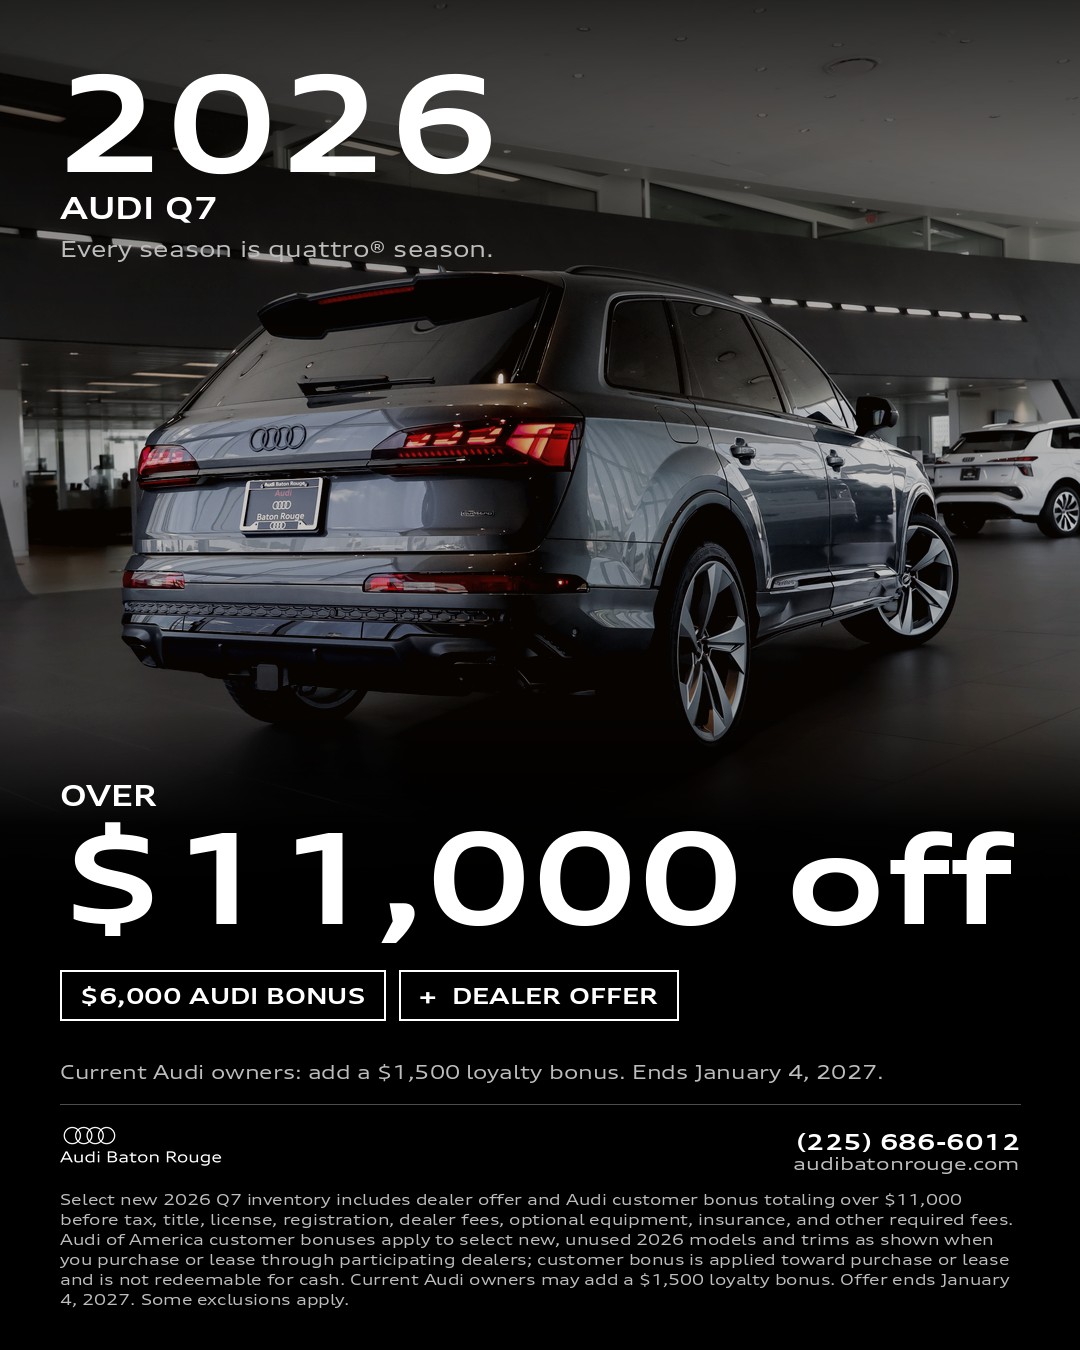 2026
AUDI Q7
Every season is quattro® season.
Audi Baton Rouge
Audi
Baton Rouge
OVER
$11,000 off
$6,000 AUDI BONUS
+ DEALER OFFER
Current Audi owners: add a $1,500 loyalty bonus. Ends January 4, 2027.
Audi Baton Rouge
(225) 686-6012
audibatonrouge.com
Select new 2026 Q7 inventory includes dealer offer and Audi customer bonus totaling over $11,000
before tax, title, license, registration, dealer fees, optional equipment, insurance, and other required fees.
Audi of America customer bonuses apply to select new, unused 2026 models and trims as shown when
you purchase or lease through participating dealers; customer bonus is applied toward purchase or lease
and is not redeemable for cash. Current Audi owners may add a $1,500 loyalty bonus. Offer ends January
4, 2027. Some exclusions apply.